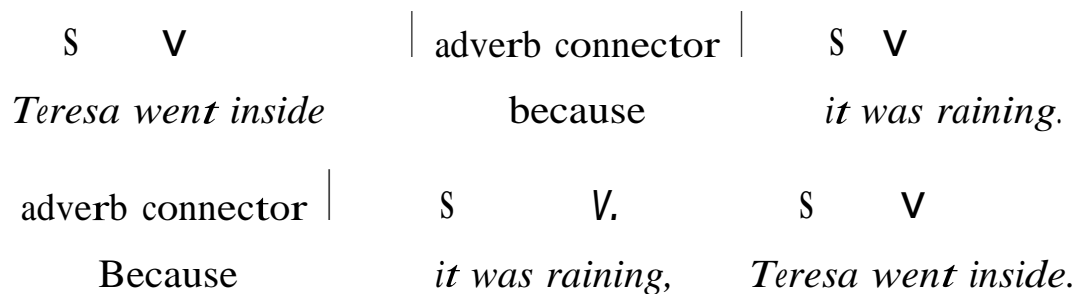 S V adverb connector S V
Teresa went inside because it was raining.
adverb connector S V. S V
Because it was raining, Teresa went inside.